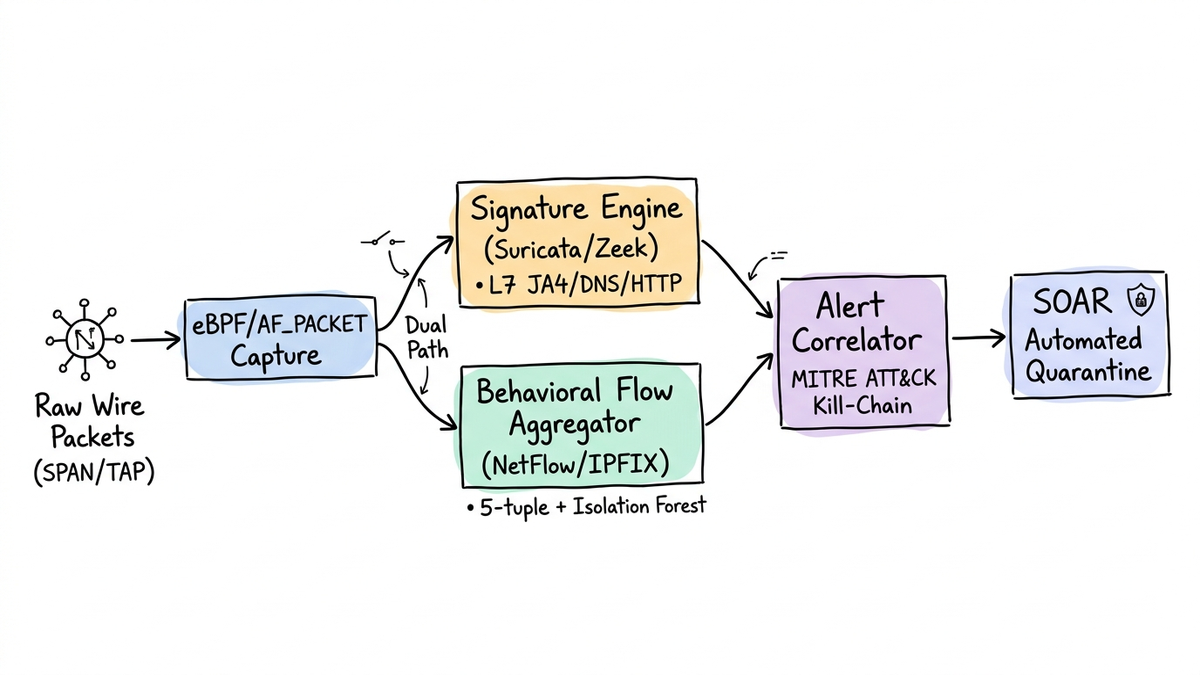 Raw Wire
Packets
(SPAN/TAP)
eBPF/AF_PACKET
Capture
Dual
Path
Signature Engine
(Suricata/Zeek)
• L7 JA4/DNS/HTTP
Behavioral Flow
Aggregator
(NetFlow/IPFIX)
• 5-tuple + Isolation Forest
Alert
Correlator
MITRE ATT&CK
Kill-Chain
SOAR
Automated
Quarantine